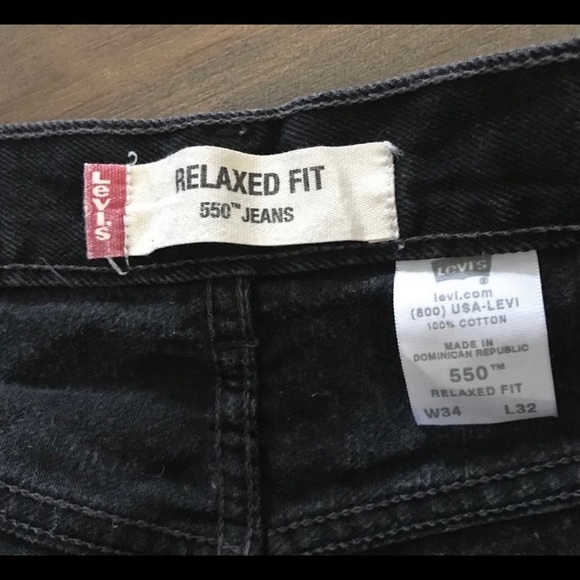 Levi's
RELAXED FIT
550™ JEANS
LEVI'S
®
levi.com
(800) USA-LEVI
100% COTTON
MADE IN
DOMINICAN REPUBLIC
550™
RELAXED FIT
W34 L32